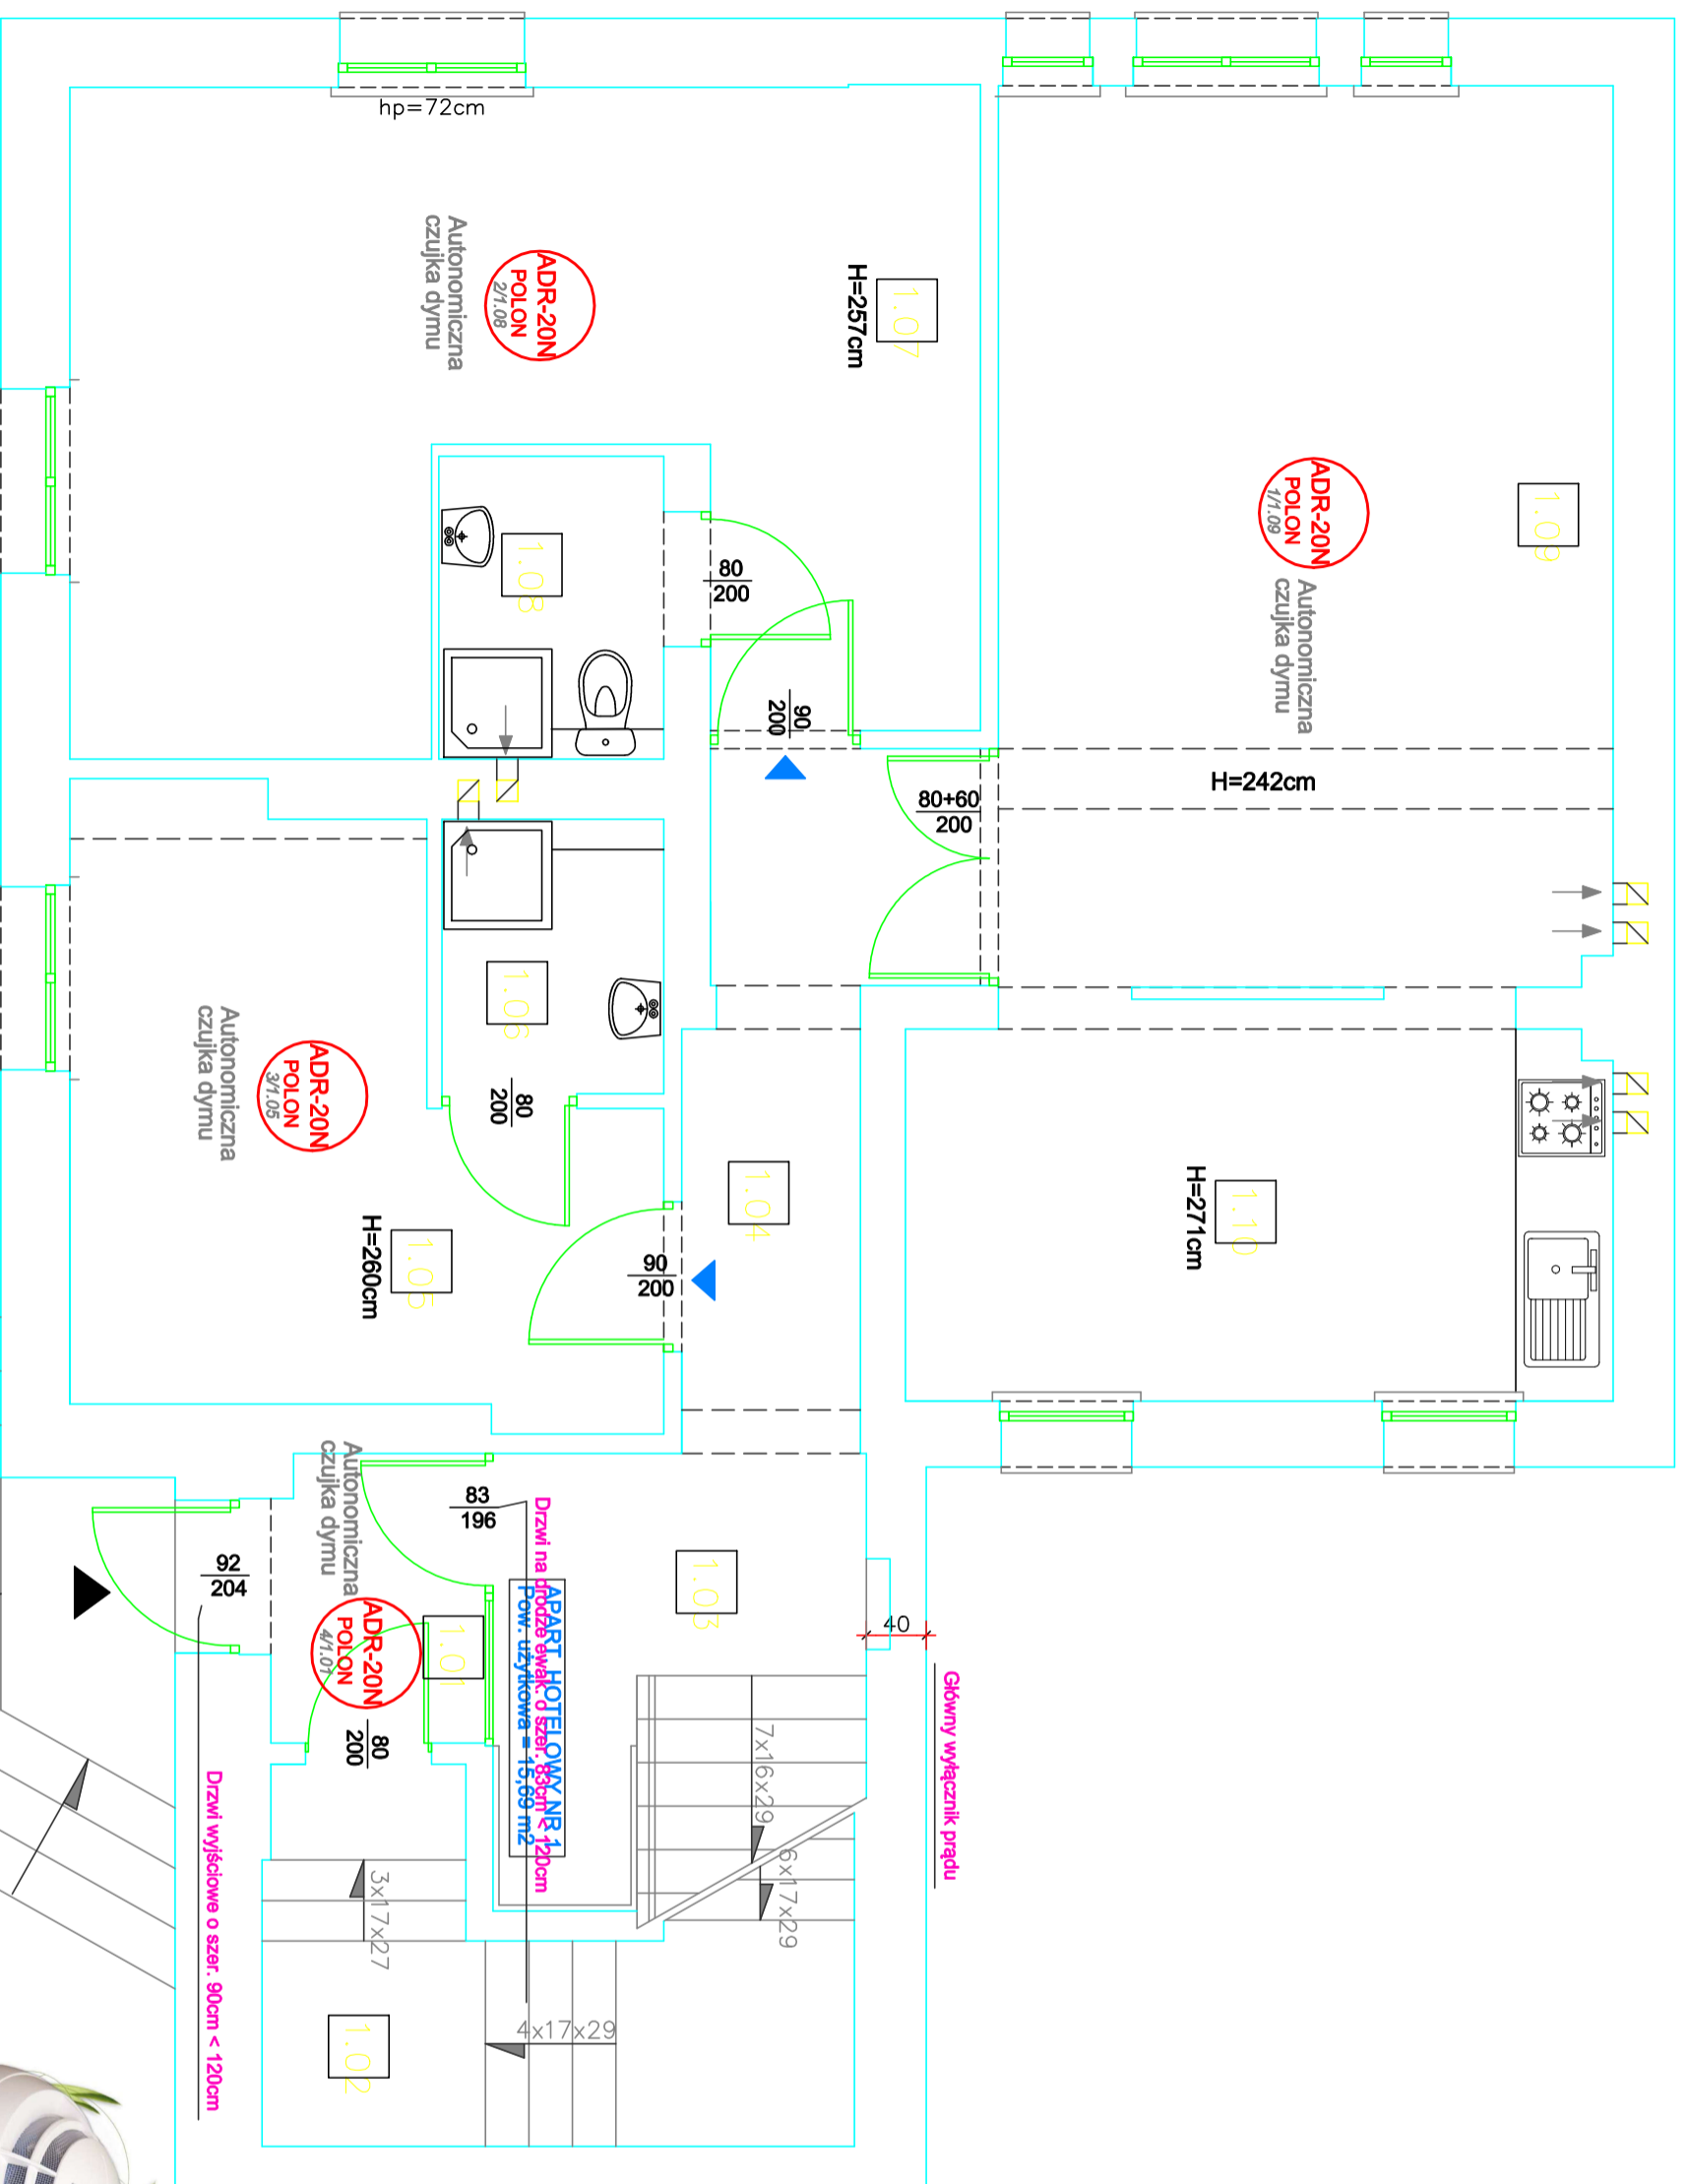 hp=72cm
Autonomiczna
czujka dymu
ADR-20N
POLON
2/1.08
H=257cm
1.07
ADR-20N
POLON
1/1.09
Autonomiczna
czujka dymu
1.09
1.08
80
200
90
200
80+60
200
H=242cm
1.06
80
200
Autonomiczna
czujka dymu
ADR-20N
POLON
3/1.05
H=260cm
1.05
90
200
1.04
H=271cm
1.10
Autonomiczna
czujka dymu
ADR-20N
POLON
4/1.01
1.01
83
196
92
204
80
200
Drzwi na drodze ewak. o szer. 83cm < 120cm
APART. HOTELOWY NR 1
Pow. użytkowa = 15,69 m2
1.03
40
Główny wyłącznik prądu
7x16x29
6x17x29
3x17x27
4x17x29
1.02
Drzwi wyjściowe o szer. 90cm < 120cm